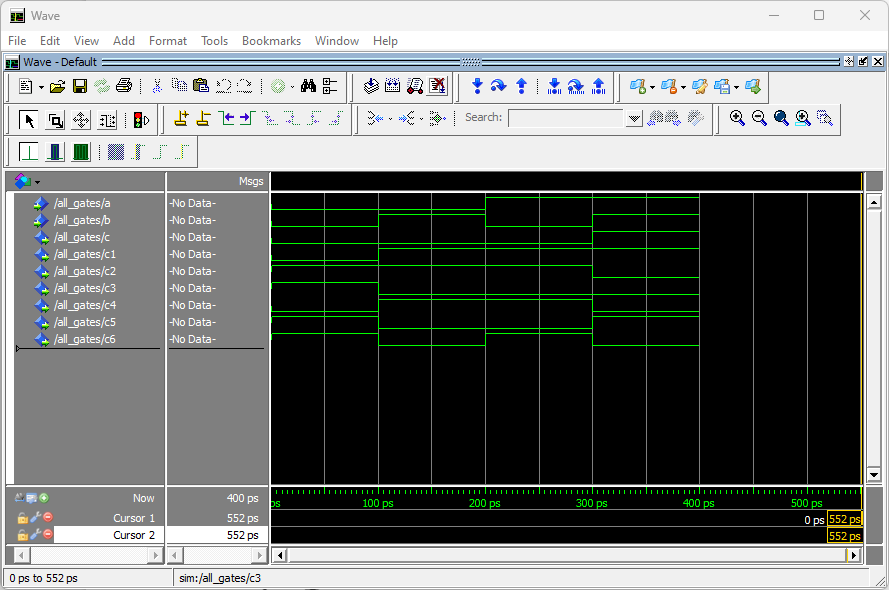 Wave
File Edit View Add Format Tools Bookmarks Window Help
Wave - Default
Search:
Msgs
/all_gates/a -No Data-
/all_gates/b -No Data-
/all_gates/c -No Data-
/all_gates/c1 -No Data-
/all_gates/c2 -No Data-
/all_gates/c3 -No Data-
/all_gates/c4 -No Data-
/all_gates/c5 -No Data-
/all_gates/c6 -No Data-
Now 400 ps ps 100 ps 200 ps 300 ps 400 ps 500 ps
Cursor 1 552 ps 0 ps 552 ps
Cursor 2 552 ps 552 ps
0 ps to 552 ps sim:/all_gates/c3